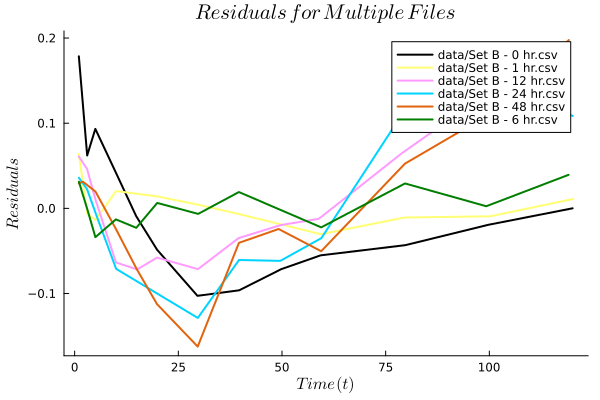 Residuals for Multiple Files
0.2
0.1
0.0
−0.1
Residuals
data/Set B - 0 hr.csv
data/Set B - 1 hr.csv
data/Set B - 12 hr.csv
data/Set B - 24 hr.csv
data/Set B - 48 hr.csv
data/Set B - 6 hr.csv
0 25 50 75 100
Time(t)